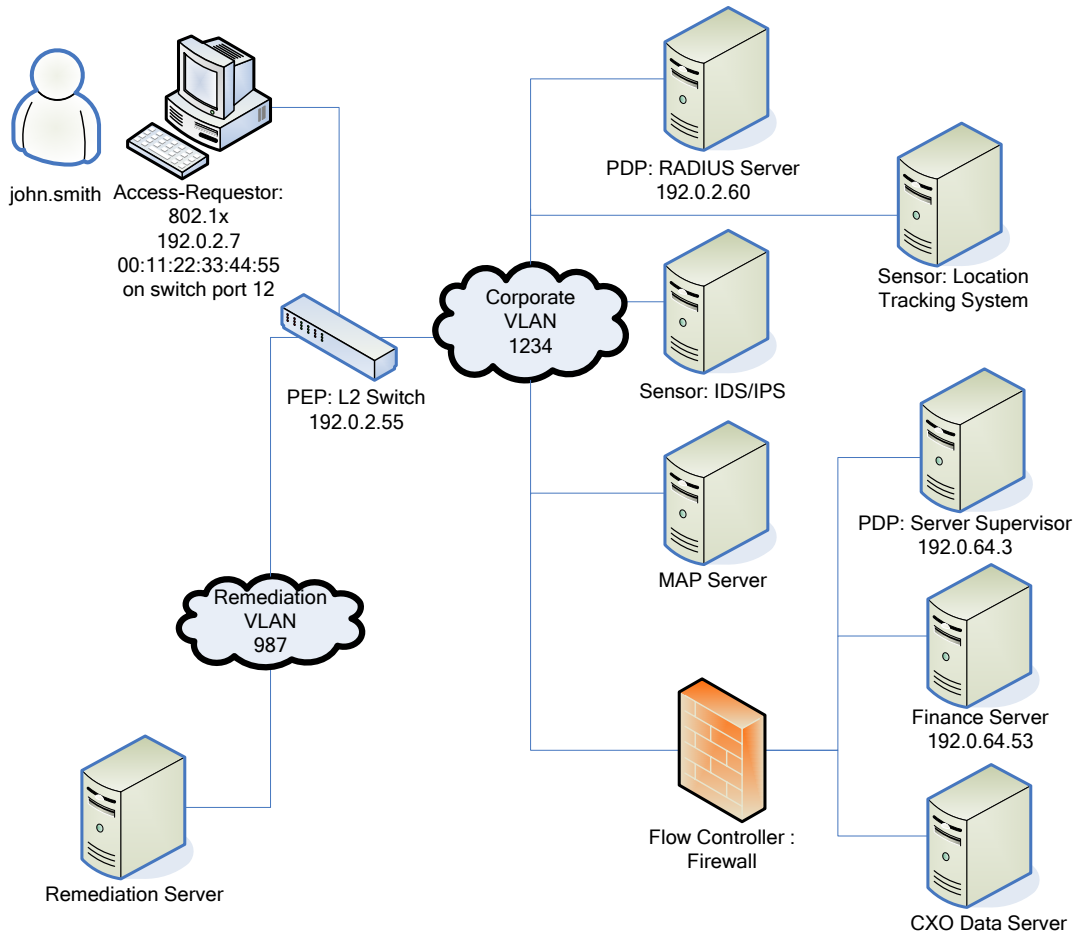 john.smith
Access-Requestor:
802.1x
192.0.2.7
00:11:22:33:44:55
on switch port 12
PDP: RADIUS Server
192.0.2.60
Sensor: Location
Tracking System
Corporate
VLAN
1234
Sensor: IDS/IPS
PEP: L2 Switch
192.0.2.55
PDP: Server Supervisor
192.0.64.3
MAP Server
Remediation
VLAN
987
Finance Server
192.0.64.53
Flow Controller :
Firewall
Remediation Server
CXO Data Server